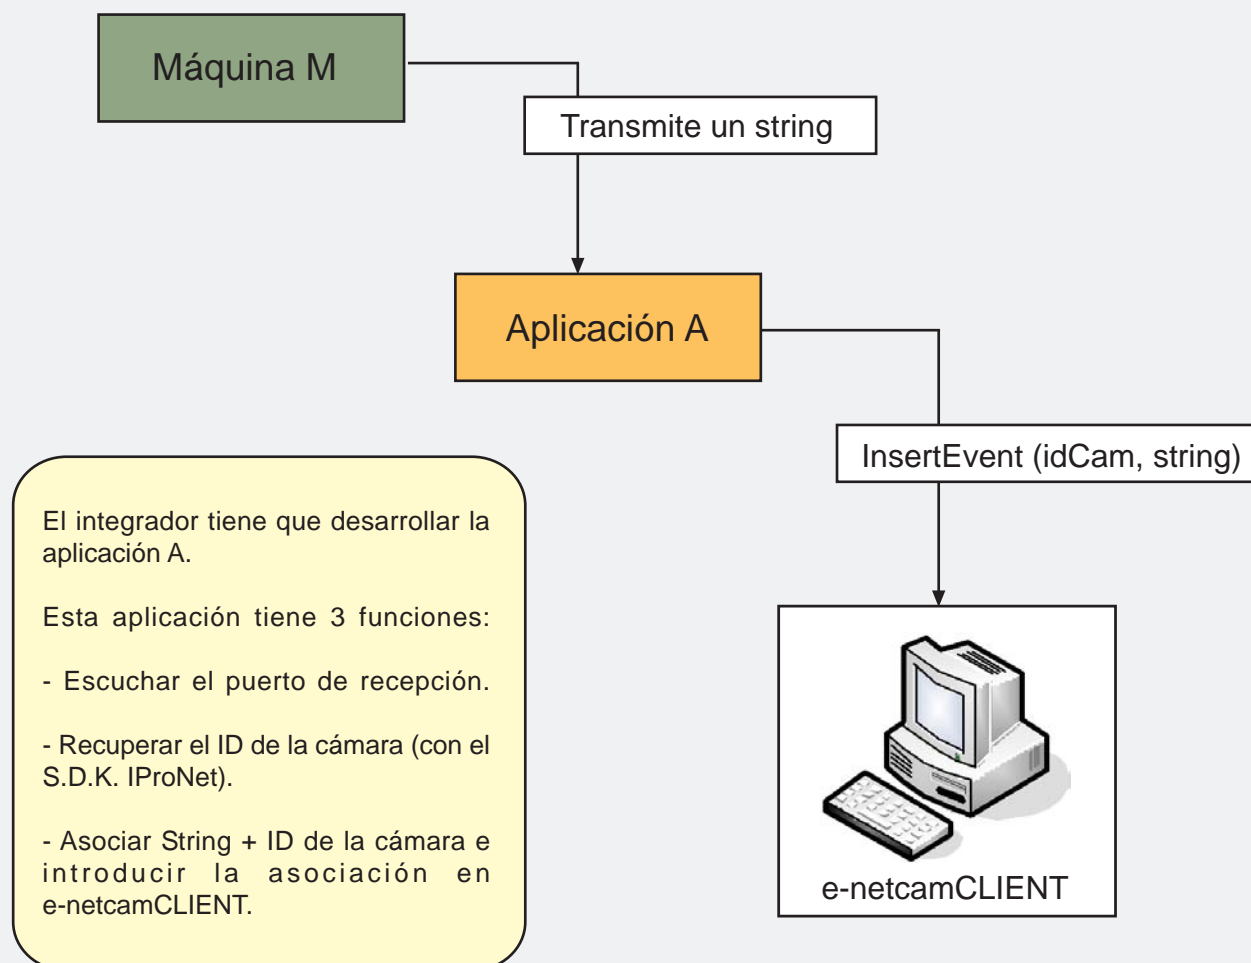 Máquina M
Transmite un string
Aplicación A
InsertEvent (idCam, string)
El integrador tiene que desarrollar la
aplicación A.
Esta aplicación tiene 3 funciones:
- Escuchar el puerto de recepción.
- Recuperar el ID de la cámara (con el
S.D.K. IProNet).
- Asociar String + ID de la cámara e
introducir la asociación en
e-netcamCLIENT.
e-netcamCLIENT